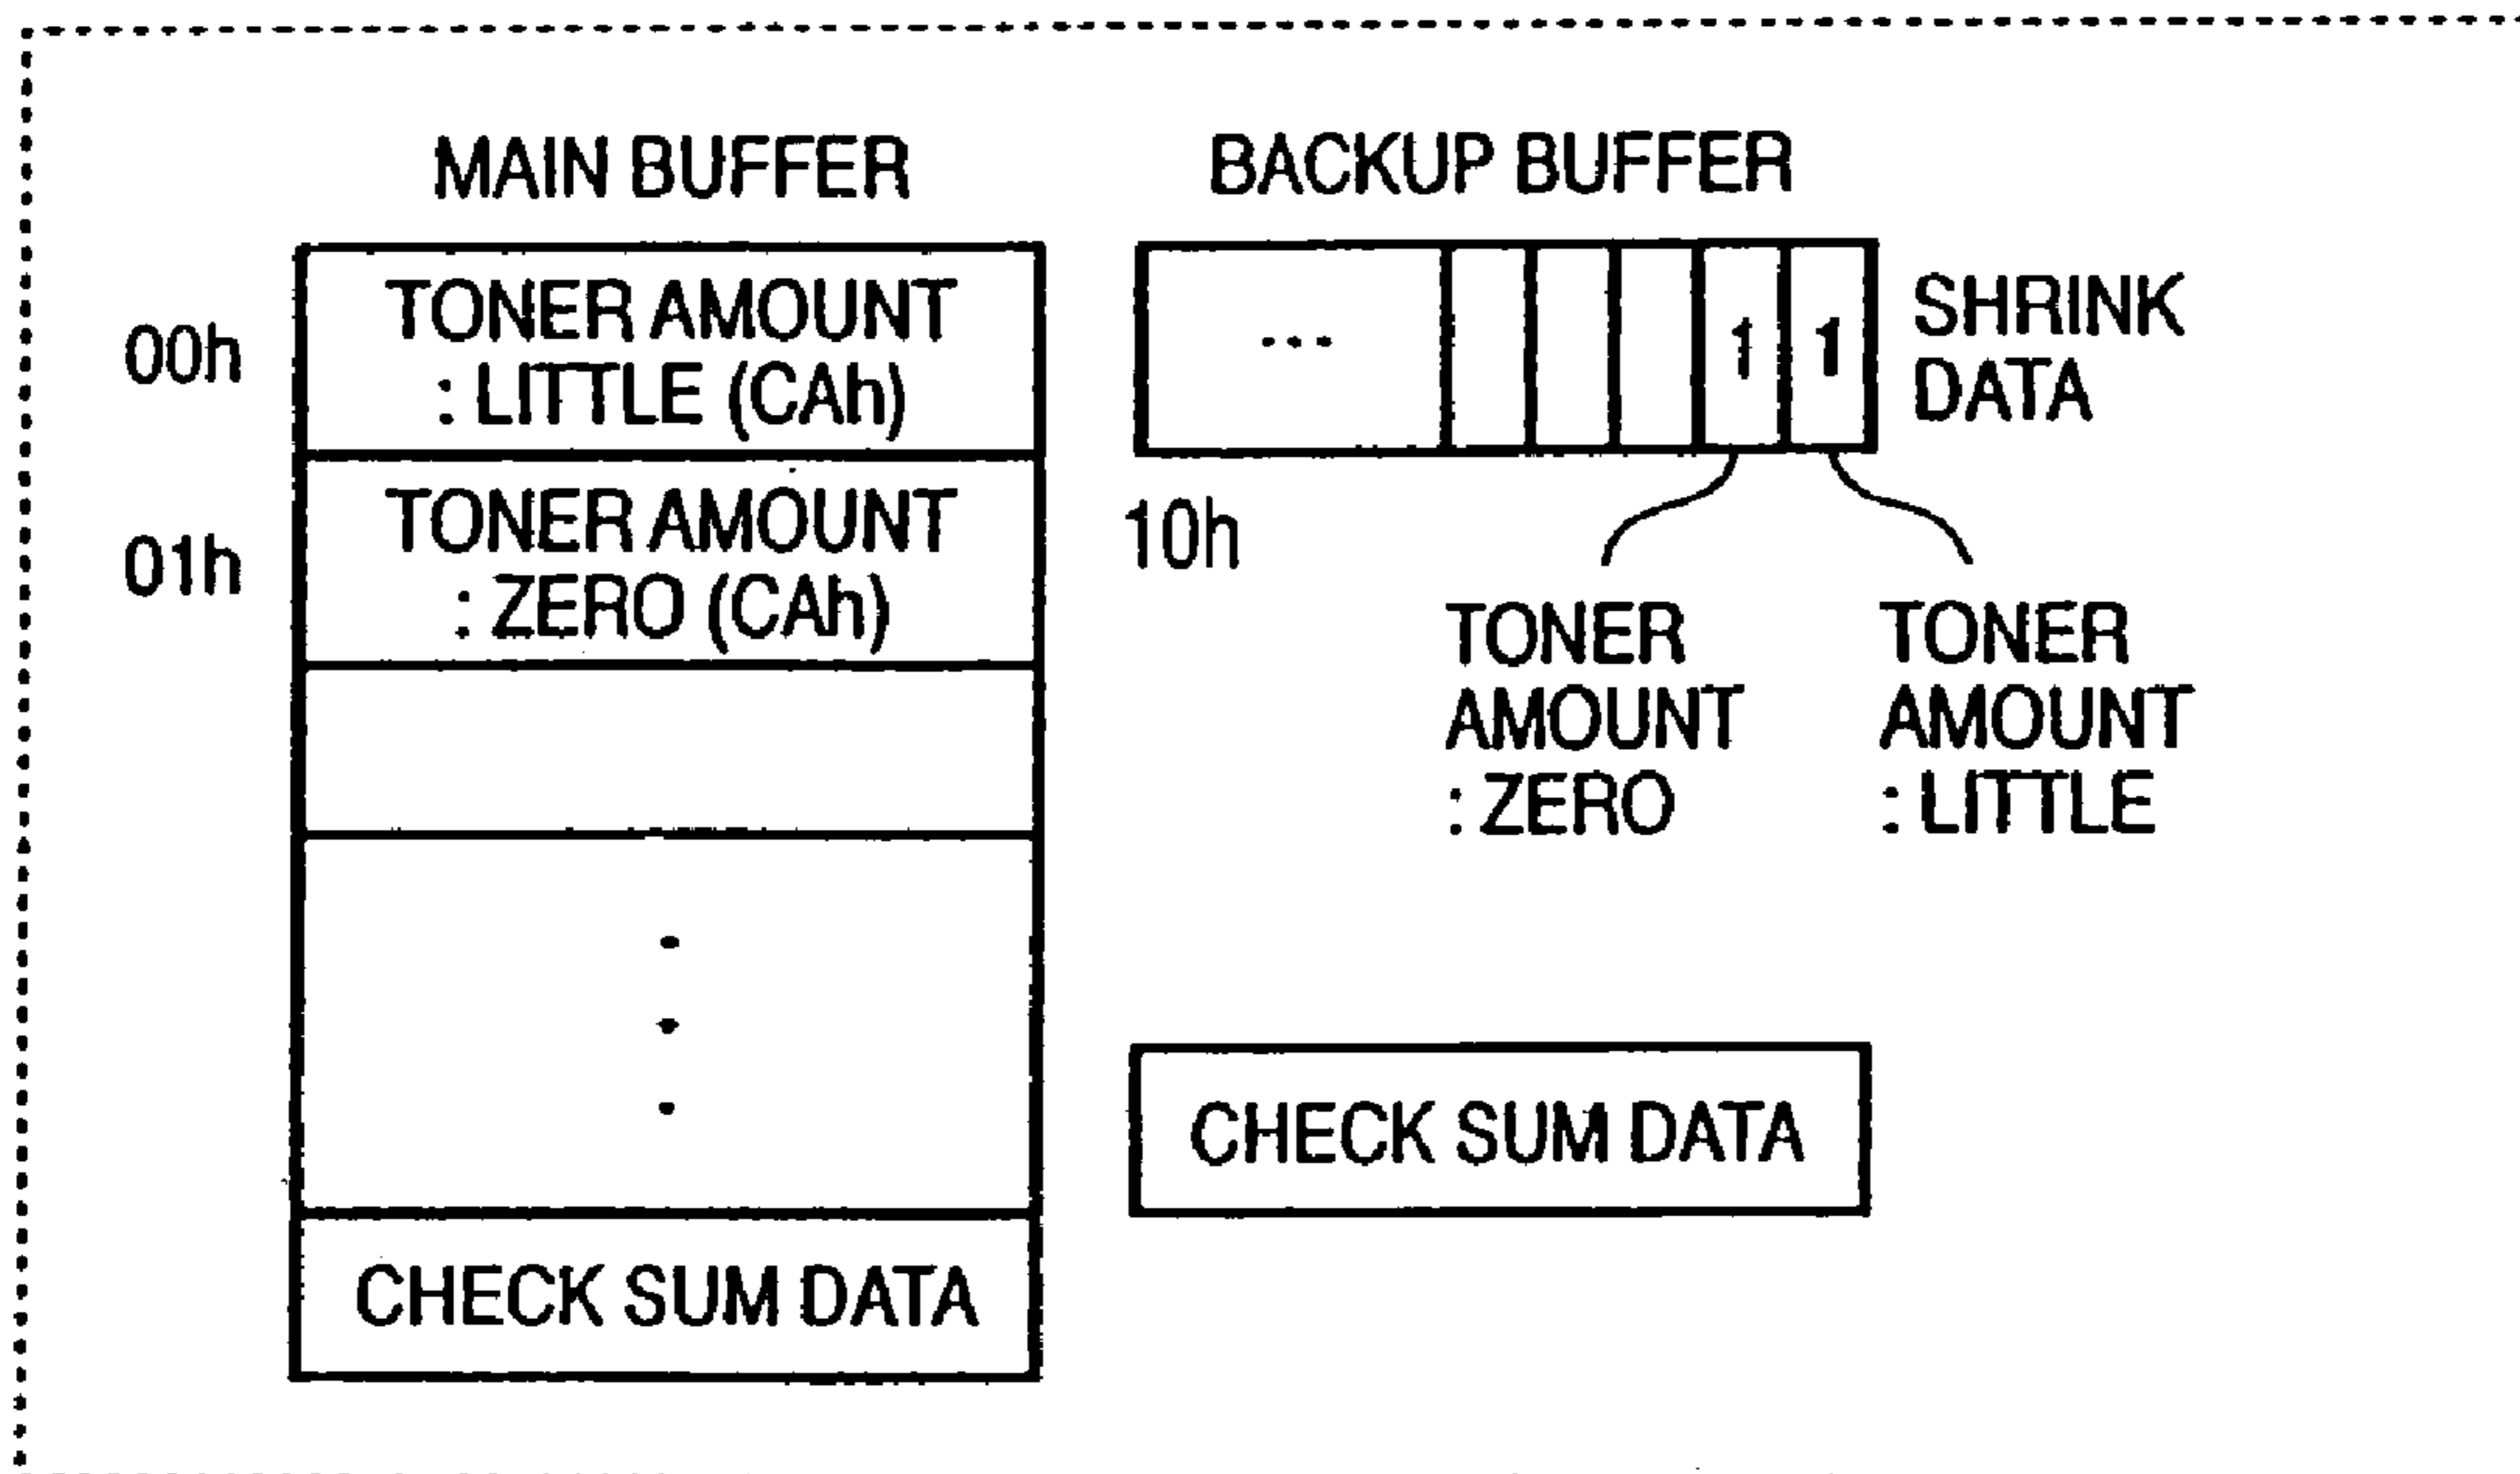 MAIN BUFFER
00h
TONER AMOUNT
: LITTLE (CAh)
01h
TONER AMOUNT
: ZERO (CAh)
CHECK SUM DATA
BACKUP BUFFER
... 1 1
SHRINK
DATA
10h
TONER
AMOUNT
: ZERO
TONER
AMOUNT
: LITTLE
CHECK SUM DATA